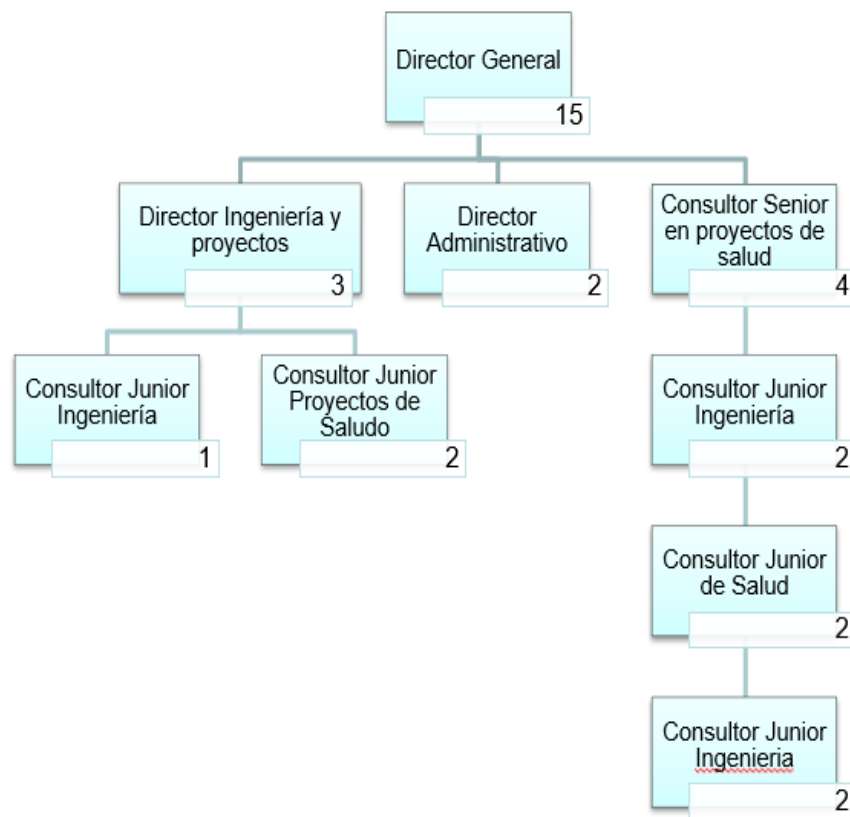 Director General
15
Director Ingeniería y
proyectos
3
Director
Administrativo
2
Consultor Senior
en proyectos de
salud
4
Consultor Junior
Ingeniería
1
Consultor Junior
Proyectos de
Saludo
2
Consultor Junior
Ingeniería
2
Consultor Junior
de Salud
2
Consultor Junior
Ingenieria
2